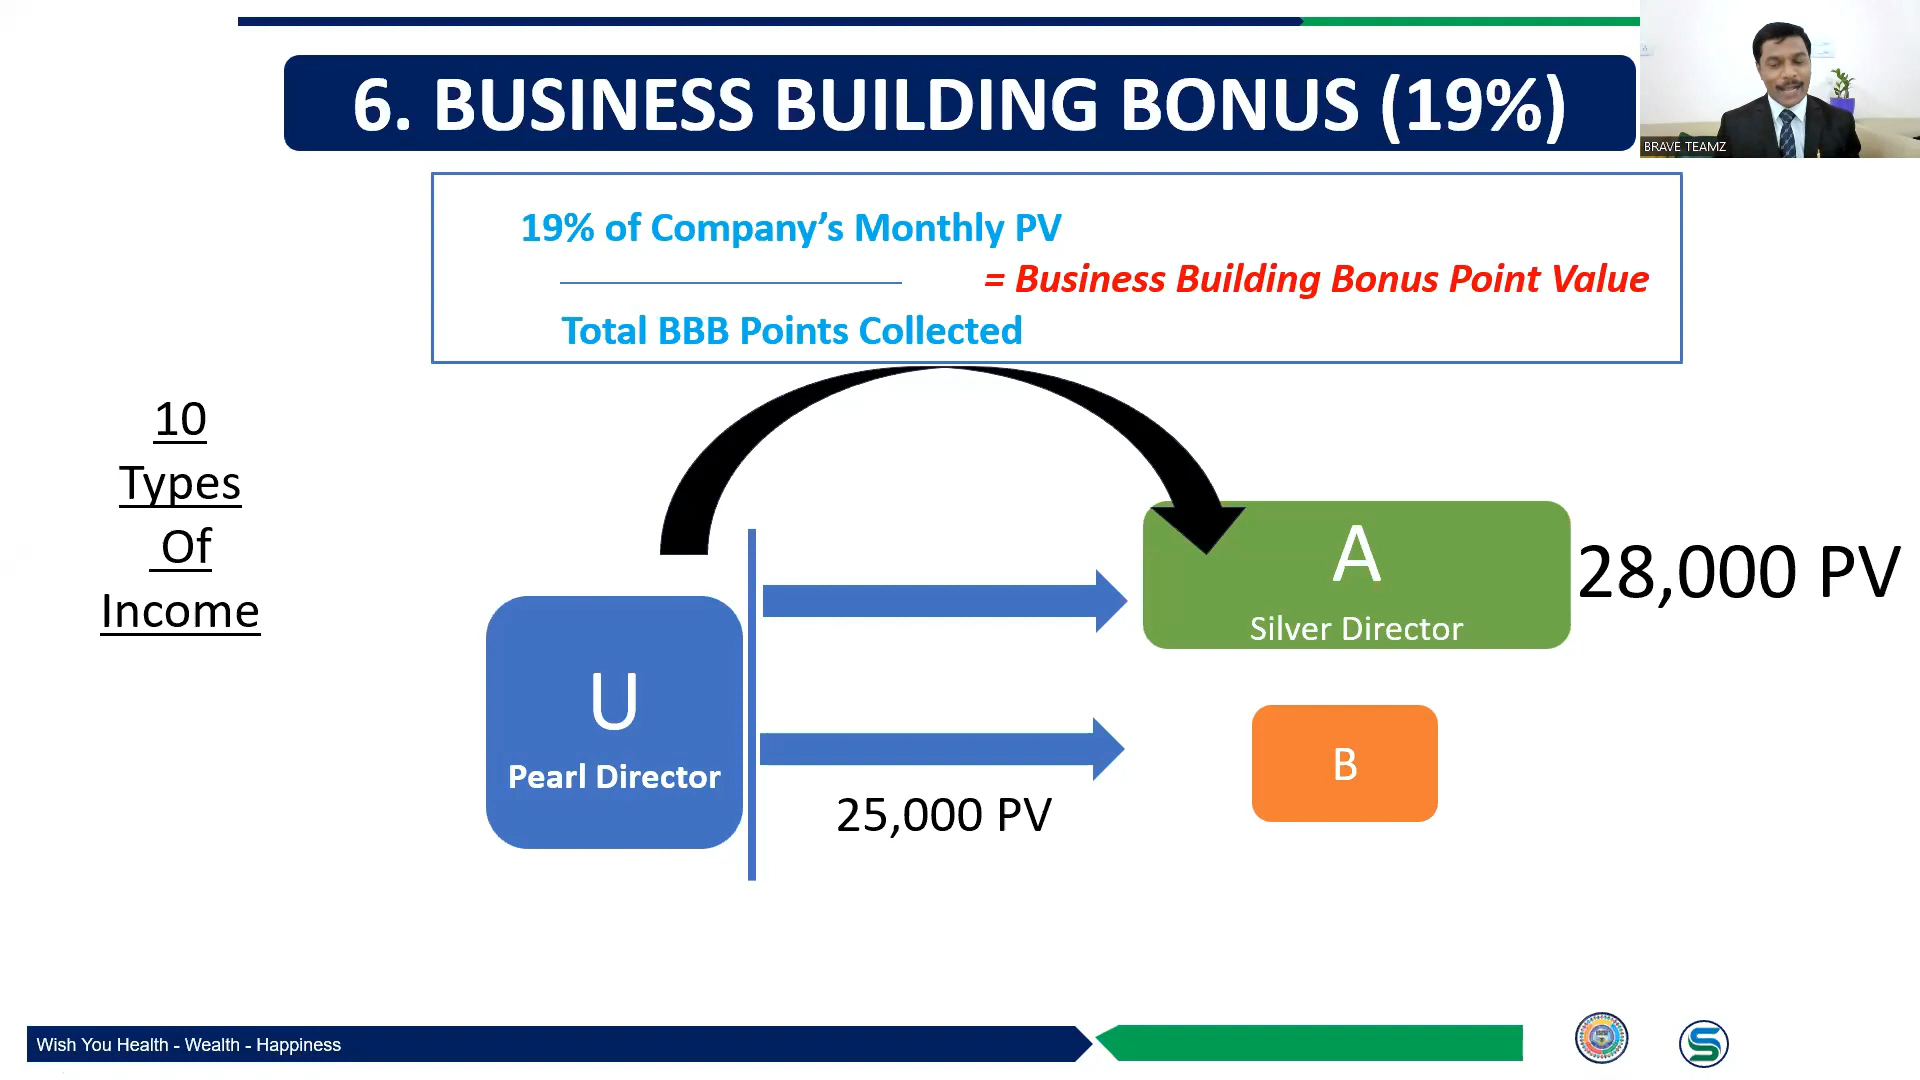 6. BUSINESS BUILDING BONUS (19%)
BRAVE TEAMZ
19% of Company’s Monthly PV
= Business Building Bonus Point Value
Total BBB Points Collected
10
Types
Of
Income
A
Silver Director
28,000 PV
U
Pearl Director
B
25,000 PV
Wish You Health - Wealth - Happiness